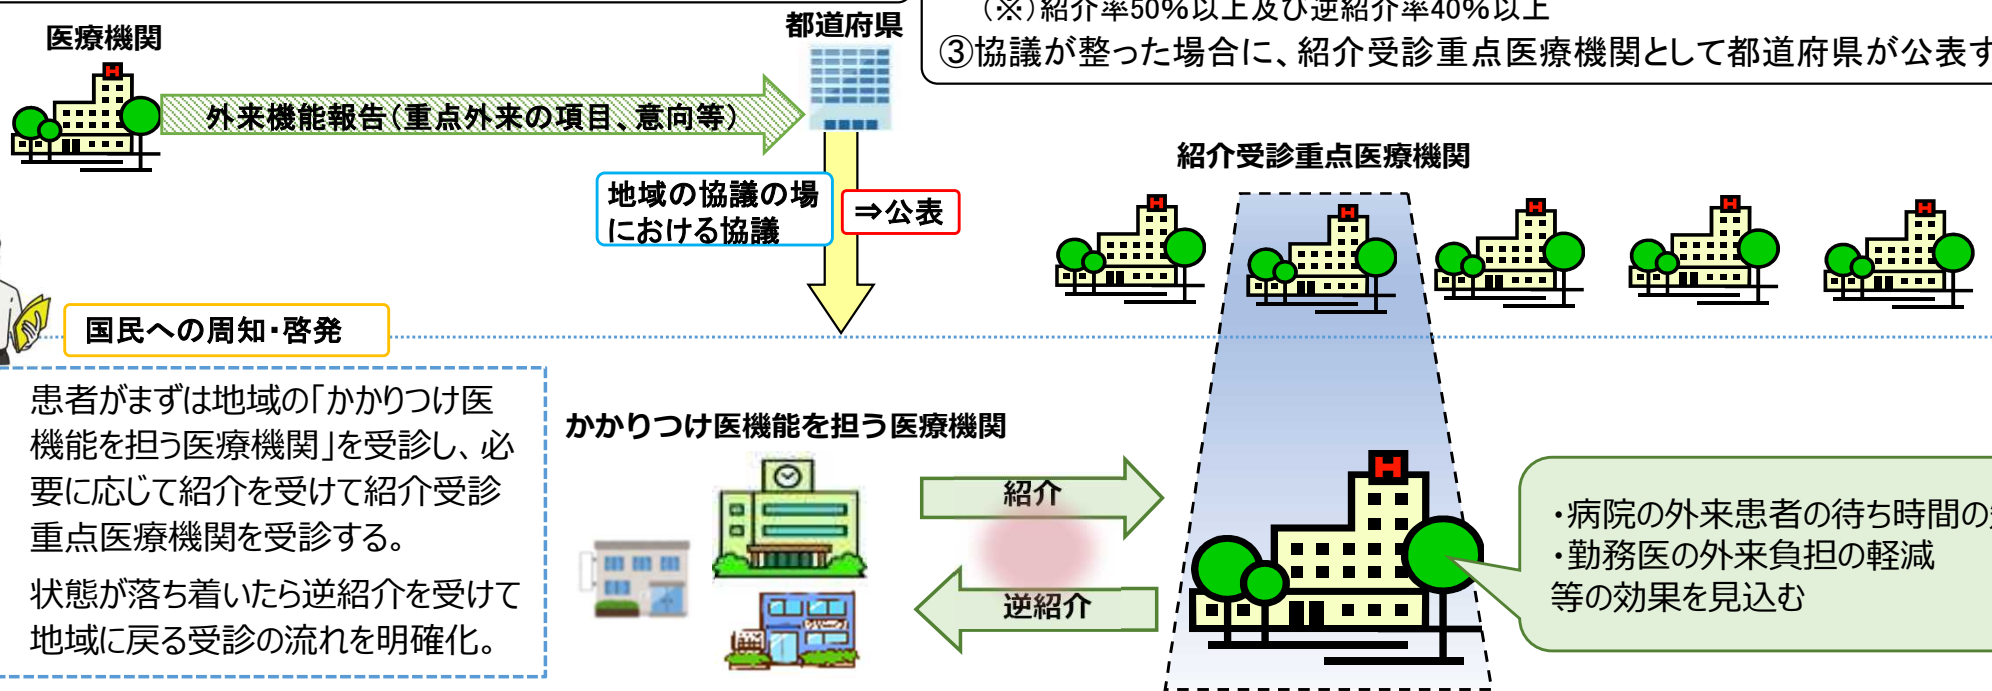 （※）紹介率50％以上及び逆紹介率40％以上
③協議が整った場合に、紹介受診重点医療機関として都道府県が公表す
医療機関
都道府県
外来機能報告（重点外来の項目、意向等）
地域の協議の場
における協議
⇒公表
紹介受診重点医療機関
国民への周知・啓発
患者がまずは地域の「かかりつけ医
機能を担う医療機関」を受診し、必
要に応じて紹介を受けて紹介受診
重点医療機関を受診する。
状態が落ち着いたら逆紹介を受けて
地域に戻る受診の流れを明確化。
かかりつけ医機能を担う医療機関
紹介
逆紹介
・病院の外来患者の待ち時間の
・勤務医の外来負担の軽減
等の効果を見込む